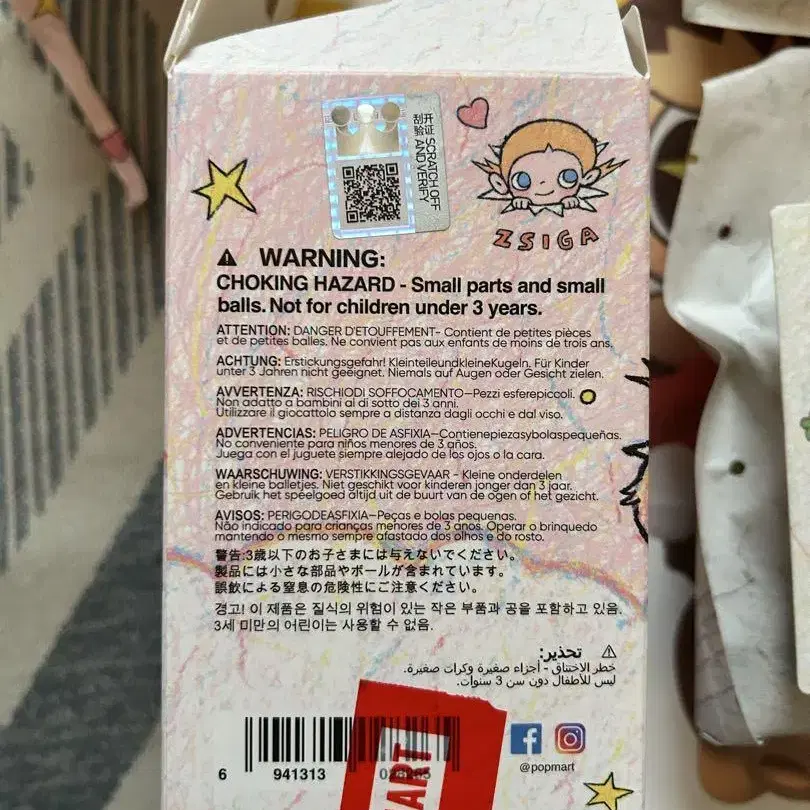 刮开验证
SCRATCH OFF
AND VERIFY
ZSIGA
WARNING:
CHOKING HAZARD - Small parts and small
balls. Not for children under 3 years.
ATTENTION: DANGER D'ETOUFFEMENT- Contient de petites pièces
et de petites balles. Ne convient pas aux enfants de moins de trois ans.
ACHTUNG: Erstickungsgefahr! KleinteileundkleineKugeln. Für Kinder
unter 3 Jahren nicht geeignet. Niemals auf Augen oder Gesicht zielen.
AVVERTENZA: RISCHIODI SOFFOCAMENTO—Pezzi esferepiccoli.
Non adatto a bambini al di sotto dei 3 anni.
Utilizzare il giocattolo sempre a distanza dagli occhi e dal viso.
ADVERTENCIAS: PELIGRO DE ASFIXIA—Contienepiezasybolaspequeñas.
No conveniente para niños menores de 3 años.
Juega con el juguete siempre alejado de los ojos o la cara.
WAARSCHUWING: VERSTIKKINGSGEVAAR - Kleine onderdelen
en kleine balletjes. Niet geschikt voor kinderen jonger dan 3 jaar.
Gebruik het speelgoed altijd uit de buurt van de ogen of het gezicht.
AVISOS: PERIGODEASFIXIA—Peças e bolas pequenas.
Não indicado para crianças menores de 3 anos. Operar o brinquedo
mantendo o mesmo sempre afastado dos olhos e do rosto.
警告:3歳以下のお子さまには与えないでください。
製品には小さな部品やボールが含まれています。
誤飲による窒息の危険性にご注意ください。
경고! 이 제품은 질식의 위험이 있는 작은 부품과 공을 포함하고 있음.
3세 미만의 어린이는 사용할 수 없음.
تحذير:
خطر الاختناق - أجزاء صغيرة وكرات صغيرة.
ليس للأطفال دون سن 3 سنوات.
MART
6 941313
@popmart